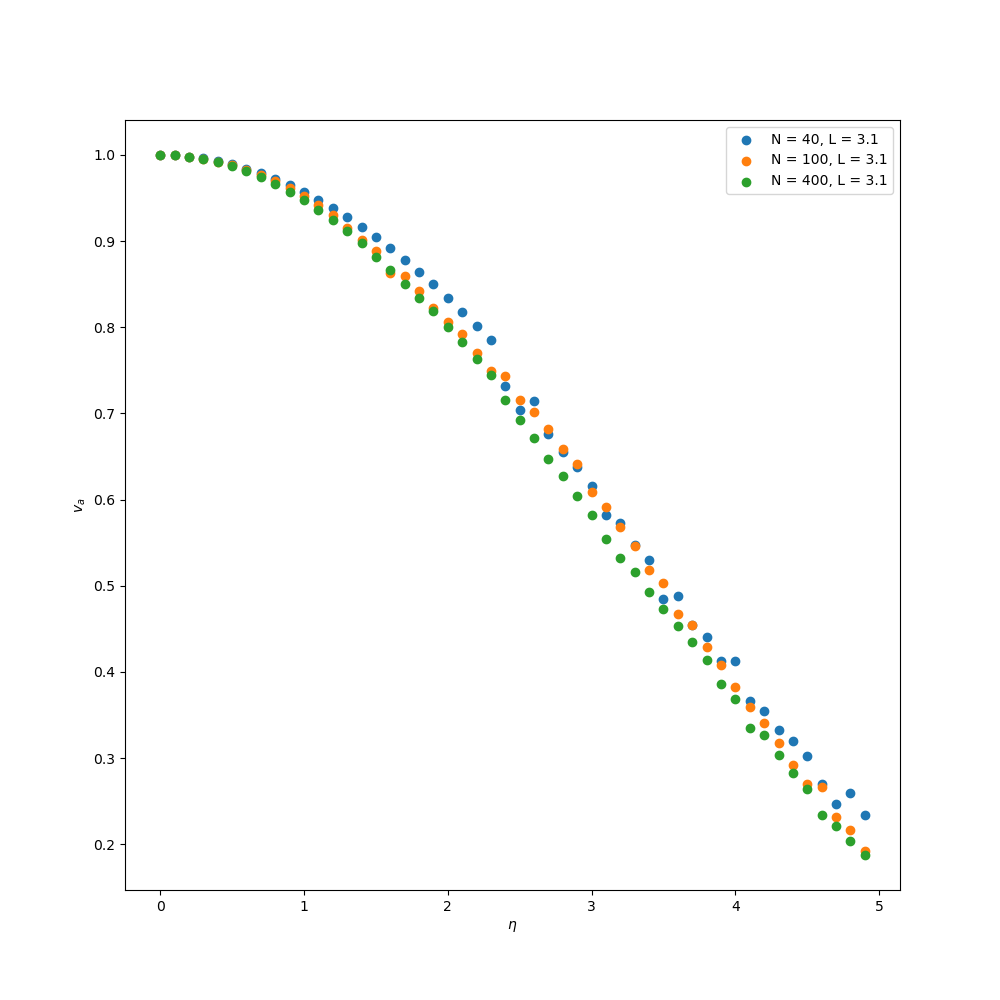 N = 40, L = 3.1
N = 100, L = 3.1
N = 400, L = 3.1
1.0
0.9
0.8
0.7
0.6
0.5
0.4
0.3
0.2
v_a
0 1 2 3 4 5
η